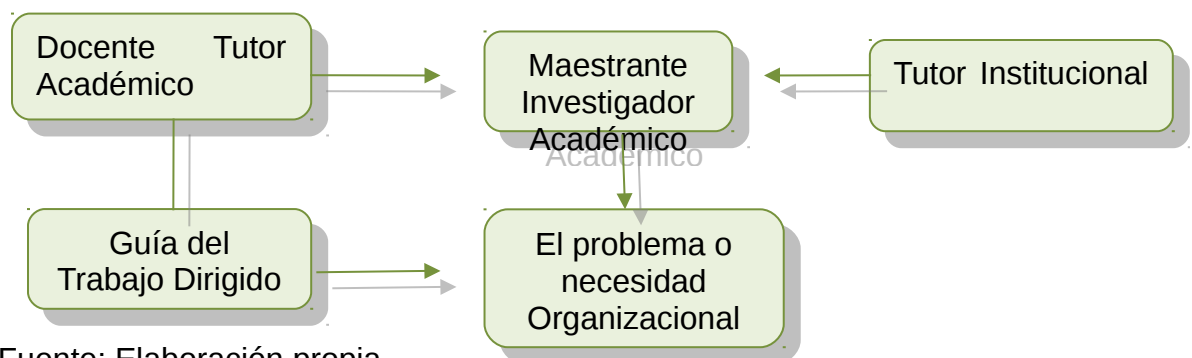 Docente Tutor
Académico
Maestrante
Investigador
Académico
Tutor Institucional
Guía del
Trabajo Dirigido
El problema o
necesidad
Organizacional
Fuente: Elaboración propia